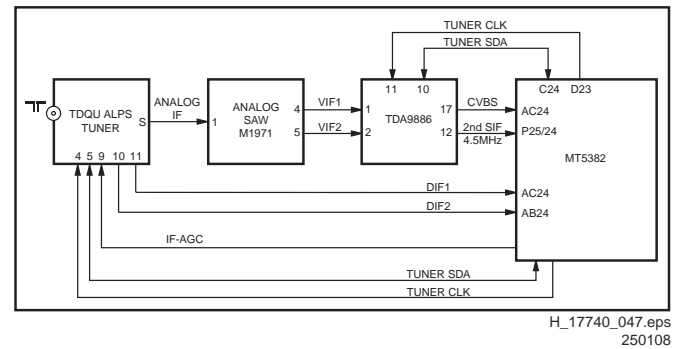 TUNER CLK
TUNER SDA
11 10 C24 D23
TDQU ALPS
TUNER
S
ANALOG
IF
1
ANALOG
SAW
M1971
4 VIF1 1
5 VIF2 2
TDA9886
17 CVBS AC24
12 2nd SIF P25/24
4.5MHz
MT5382
4 5 9 10 11
DIF1 AC24
DIF2 AB24
IF-AGC
TUNER SDA
TUNER CLK
H_17740_047.eps
250108